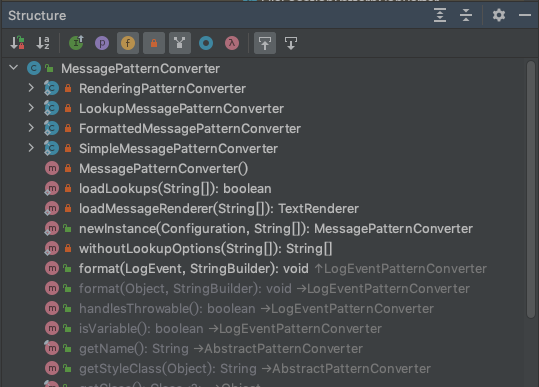 Structure
MessagePatternConverter
RenderingPatternConverter
LookupMessagePatternConverter
FormattedMessagePatternConverter
SimpleMessagePatternConverter
MessagePatternConverter()
loadLookups(String[]): boolean
loadMessageRenderer(String[]): TextRenderer
newInstance(Configuration, String[]): MessagePatternConverter
withoutLookupOptions(String[]): String[]
format(LogEvent, StringBuilder): void ↑LogEventPatternConverter
format(Object, StringBuilder): void →LogEventPatternConverter
handlesThrowable(): boolean →LogEventPatternConverter
isVariable(): boolean →LogEventPatternConverter
getName(): String →AbstractPatternConverter
getStyleClass(Object): String →AbstractPatternConverter